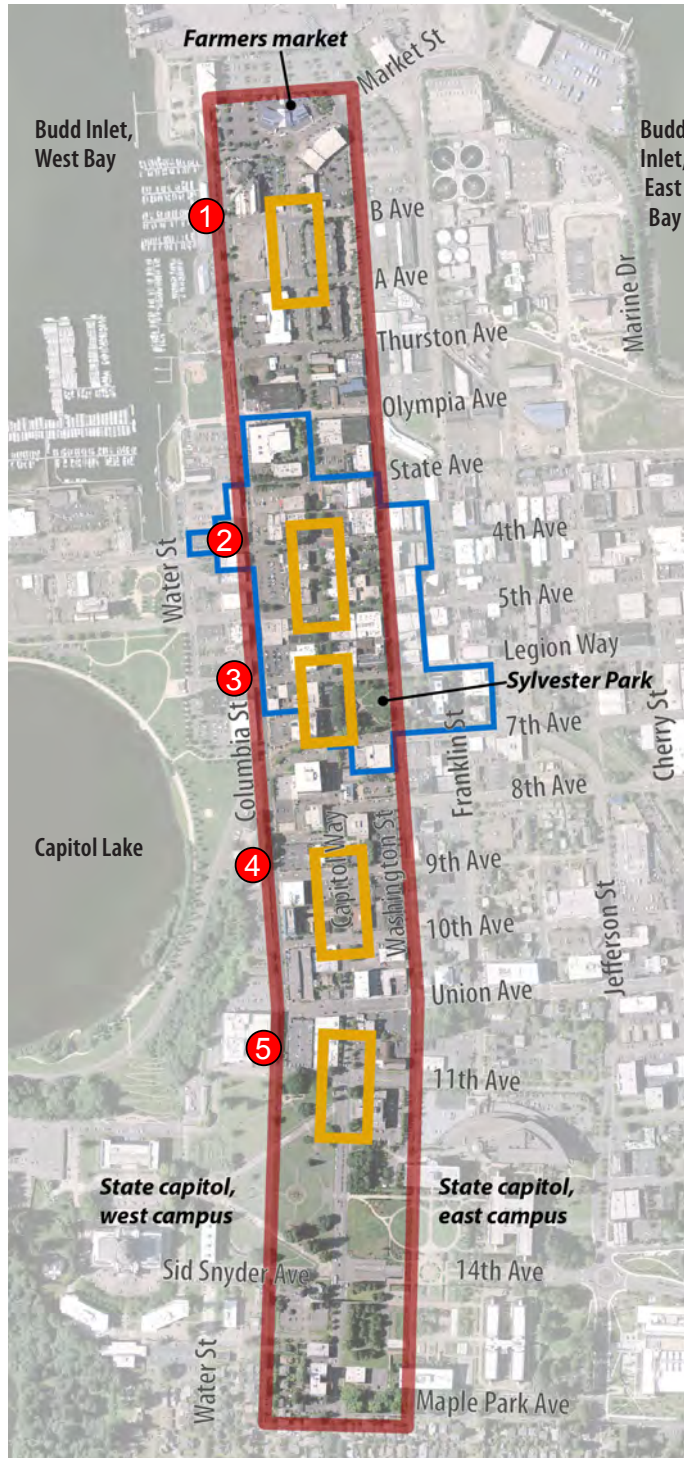 Farmers market
Market St
Budd Inlet,
West Bay
Budd
Inlet,
East
Bay
1
B Ave
A Ave
Marine Dr
Thurston Ave
Olympia Ave
State Ave
2
4th Ave
Water St
5th Ave
Legion Way
3
Sylvester Park
7th Ave
Columbia St
Franklin St
Cherry St
8th Ave
Capitol Lake
4
Capitol Way
Washington St
9th Ave
10th Ave
Jefferson St
Union Ave
5
11th Ave
State capitol,
west campus
State capitol,
east campus
Sid Snyder Ave
14th Ave
Water St
Maple Park Ave